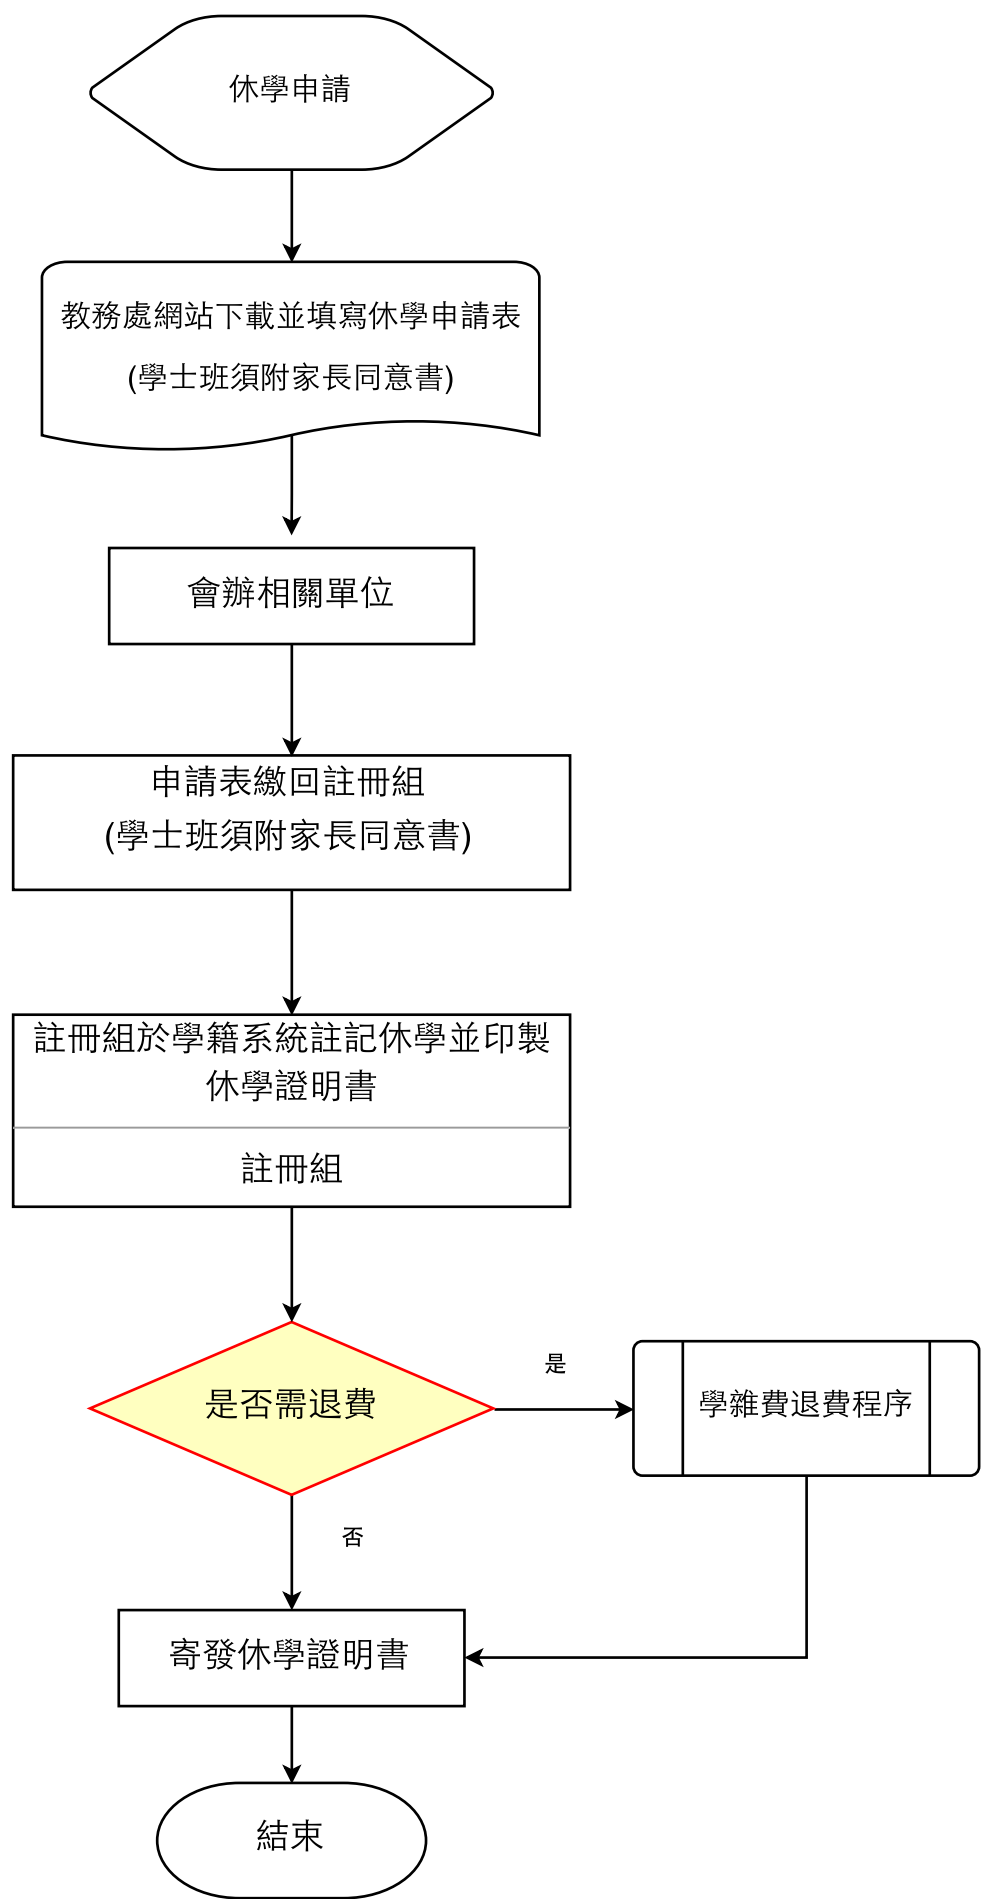 休學申請
教務處網站下載並填寫休學申請表
(學士班須附家長同意書)
會辦相關單位
申請表繳回註冊組
(學士班須附家長同意書)
註冊組於學籍系統註記休學並印製
休學證明書
註冊組
是否需退費
是
學雜費退費程序
否
寄發休學證明書
結束